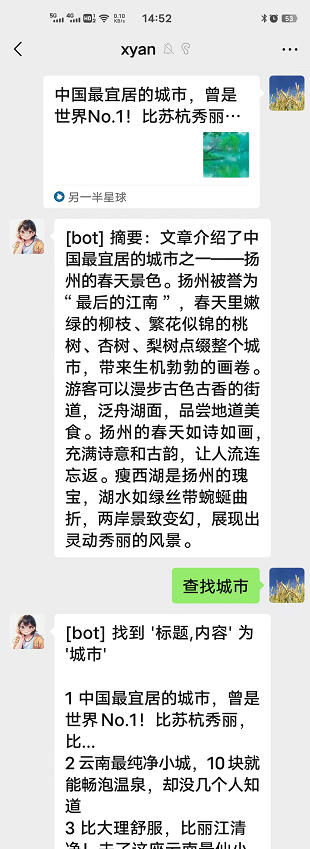 5G 4G HD2 0.10 KB/s 14:52 53
xyan
中国最宜居的城市，曾是
世界No.1！比苏杭秀丽…
另一半星球
[bot] 摘要：文章介绍了中
国最宜居的城市之一——扬
州的春天景色。扬州被誉为
“最后的江南”，春天里嫩
绿的柳枝、繁花似锦的桃
树、杏树、梨树点缀整个城
市，带来生机勃勃的画卷。
游客可以漫步古色古香的街
道，泛舟湖面，品尝地道美
食。扬州的春天如诗如画，
充满诗意和古韵，让人流连
忘返。瘦西湖是扬州的瑰
宝，湖水如绿丝带蜿蜒曲
折，两岸景致变幻，展现出
灵动秀丽的风景。
查找城市
[bot] 找到 '标题,内容' 为
'城市'
1 中国最宜居的城市，曾是
世界No.1！比苏杭秀丽，
比...
2 云南最纯净小城，10块就
能畅泡温泉，却没几个人知
道
3 比大理舒服，比丽江清
净！去了这座云南最仙小